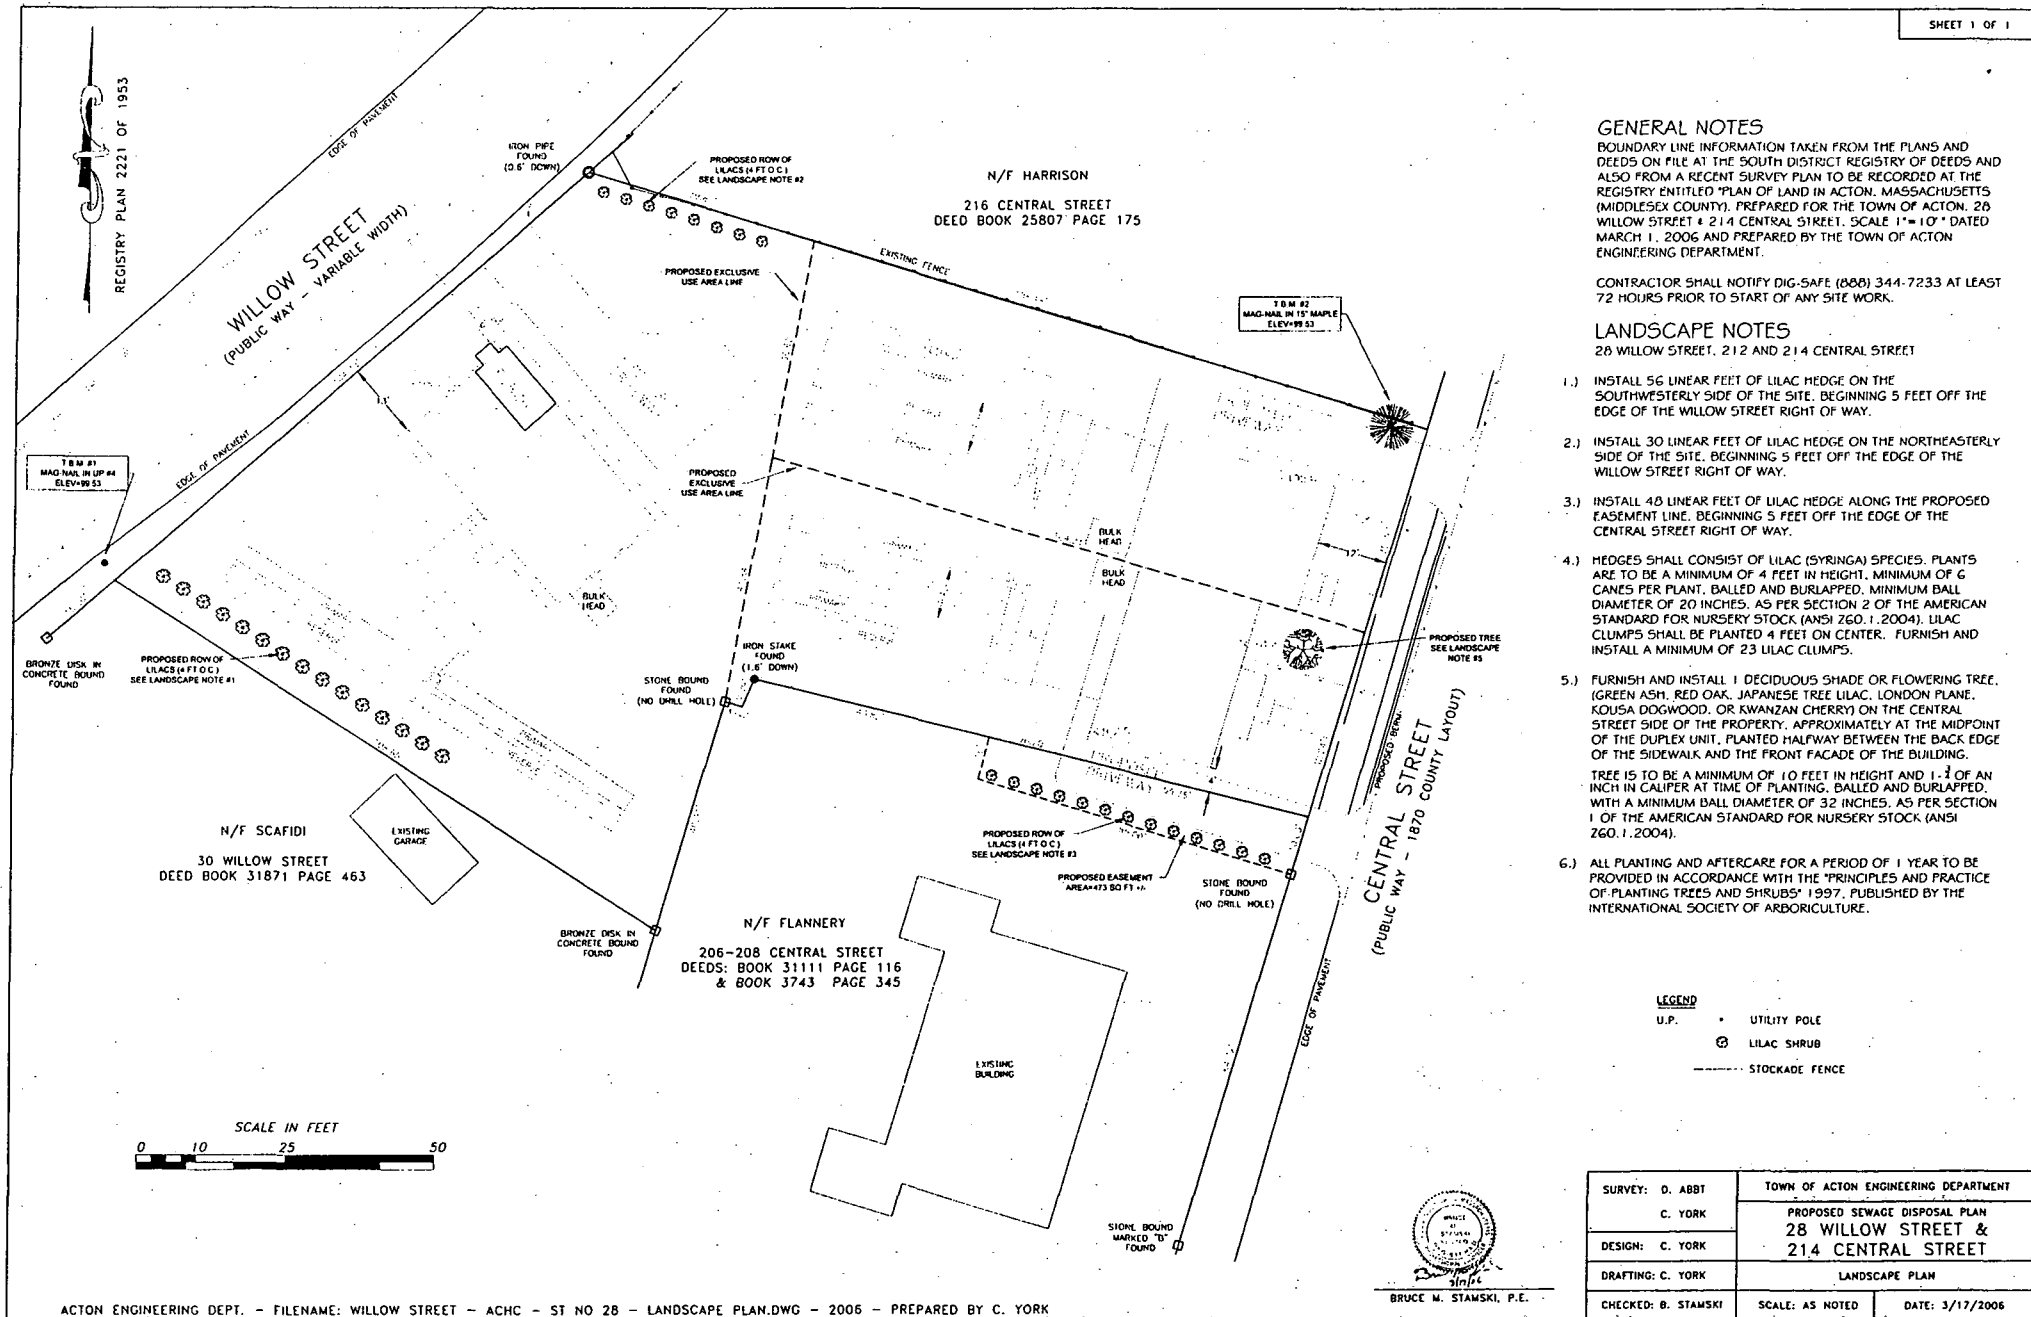 SHEET 1 OF 1
REGISTRY PLAN 2221 OF 1953
EDGE OF PAVEMENT
WILLOW STREET
(PUBLIC WAY - VARIABLE WIDTH)
IRON PIPE
FOUND
(0.6' DOWN)
PROPOSED ROW OF
LILACS (4 FT O C)
SEE LANDSCAPE NOTE #2
N/F HARRISON
216 CENTRAL STREET
DEED BOOK 25807 PAGE 175
EXISTING FENCE
PROPOSED EXCLUSIVE
USE AREA LINE
T B M #2
MAG-NAIL IN 15" MAPLE
ELEV=99 53
T B M #1
MAG-NAIL IN UP #4
ELEV=99 53
EDGE OF PAVEMENT
PROPOSED
EXCLUSIVE
USE AREA LINE
BULK
HEAD
BULK
HEAD
BULK
HEAD
12'
BRONZE DISK IN
CONCRETE BOUND
FOUND
PROPOSED ROW OF
LILACS (4 FT O C)
SEE LANDSCAPE NOTE #1
IRON STAKE
FOUND
(1.6' DOWN)
STONE BOUND
FOUND
(NO DRILL HOLE)
PROPOSED TREE
SEE LANDSCAPE
NOTE #5
PROPOSED BERM
CENTRAL STREET
(PUBLIC WAY - 1870 COUNTY LAYOUT)
PROPOSED
DRIVEWAY
4'
N/F SCAFIDI
30 WILLOW STREET
DEED BOOK 31871 PAGE 463
EXISTING
GARAGE
PROPOSED ROW OF
LILACS (4 FT O C)
SEE LANDSCAPE NOTE #3
PROPOSED EASEMENT
AREA=473 SQ FT +/-
STONE BOUND
FOUND
(NO DRILL HOLE)
BRONZE DISK IN
CONCRETE BOUND
FOUND
N/F FLANNERY
206-208 CENTRAL STREET
DEEDS: BOOK 31111 PAGE 116
& BOOK 3743 PAGE 345
EXISTING
BUILDING
EDGE OF PAVEMENT
STONE BOUND
MARKED "B"
FOUND
SCALE IN FEET
0 10 25 50
GENERAL NOTES
BOUNDARY LINE INFORMATION TAKEN FROM THE PLANS AND
DEEDS ON FILE AT THE SOUTH DISTRICT REGISTRY OF DEEDS AND
ALSO FROM A RECENT SURVEY PLAN TO BE RECORDED AT THE
REGISTRY ENTITLED "PLAN OF LAND IN ACTON, MASSACHUSETTS
(MIDDLESEX COUNTY), PREPARED FOR THE TOWN OF ACTON, 28
WILLOW STREET & 214 CENTRAL STREET, SCALE 1"=10'" DATED
MARCH 1, 2006 AND PREPARED BY THE TOWN OF ACTON
ENGINEERING DEPARTMENT.
CONTRACTOR SHALL NOTIFY DIG-SAFE (888) 344-7233 AT LEAST
72 HOURS PRIOR TO START OF ANY SITE WORK.
LANDSCAPE NOTES
28 WILLOW STREET, 212 AND 214 CENTRAL STREET
1.) INSTALL 56 LINEAR FEET OF LILAC HEDGE ON THE
SOUTHWESTERLY SIDE OF THE SITE, BEGINNING 5 FEET OFF THE
EDGE OF THE WILLOW STREET RIGHT OF WAY.
2.) INSTALL 30 LINEAR FEET OF LILAC HEDGE ON THE NORTHEASTERLY
SIDE OF THE SITE, BEGINNING 5 FEET OFF THE EDGE OF THE
WILLOW STREET RIGHT OF WAY.
3.) INSTALL 48 LINEAR FEET OF LILAC HEDGE ALONG THE PROPOSED
EASEMENT LINE, BEGINNING 5 FEET OFF THE EDGE OF THE
CENTRAL STREET RIGHT OF WAY.
4.) HEDGES SHALL CONSIST OF LILAC (SYRINGA) SPECIES. PLANTS
ARE TO BE A MINIMUM OF 4 FEET IN HEIGHT, MINIMUM OF 6
CANES PER PLANT, BALLED AND BURLAPPED, MINIMUM BALL
DIAMETER OF 20 INCHES, AS PER SECTION 2 OF THE AMERICAN
STANDARD FOR NURSERY STOCK (ANSI Z60.1.2004). LILAC
CLUMPS SHALL BE PLANTED 4 FEET ON CENTER. FURNISH AND
INSTALL A MINIMUM OF 23 LILAC CLUMPS.
5.) FURNISH AND INSTALL 1 DECIDUOUS SHADE OR FLOWERING TREE,
(GREEN ASH, RED OAK, JAPANESE TREE LILAC, LONDON PLANE,
KOUSA DOGWOOD, OR KWANZAN CHERRY) ON THE CENTRAL
STREET SIDE OF THE PROPERTY, APPROXIMATELY AT THE MIDPOINT
OF THE DUPLEX UNIT, PLANTED HALFWAY BETWEEN THE BACK EDGE
OF THE SIDEWALK AND THE FRONT FACADE OF THE BUILDING.
TREE IS TO BE A MINIMUM OF 10 FEET IN HEIGHT AND OF AN
INCH IN CALIPER AT TIME OF PLANTING, BALLED AND BURLAPPED,
WITH A MINIMUM BALL DIAMETER OF 32 INCHES, AS PER SECTION
1 OF THE AMERICAN STANDARD FOR NURSERY STOCK (ANSI
Z60.1.2004).
6.) ALL PLANTING AND AFTERCARE FOR A PERIOD OF 1 YEAR TO BE
PROVIDED IN ACCORDANCE WITH THE "PRINCIPLES AND PRACTICE
OF PLANTING TREES AND SHRUBS" 1997, PUBLISHED BY THE
INTERNATIONAL SOCIETY OF ARBORICULTURE.
LEGEND
U.P. UTILITY POLE
LILAC SHRUB
STOCKADE FENCE
BRUCE M. STAMSKI, P.E.
SURVEY: D. ABBT
C. YORK
DESIGN: C. YORK
DRAFTING: C. YORK
CHECKED: B. STAMSKI
TOWN OF ACTON ENGINEERING DEPARTMENT
PROPOSED SEWAGE DISPOSAL PLAN
28 WILLOW STREET &
214 CENTRAL STREET
LANDSCAPE PLAN
SCALE: AS NOTED
DATE: 3/17/2006
ACTON ENGINEERING DEPT. - FILENAME: WILLOW STREET - ACHC - ST NO 28 - LANDSCAPE PLAN.DWG - 2006 - PREPARED BY C. YORK